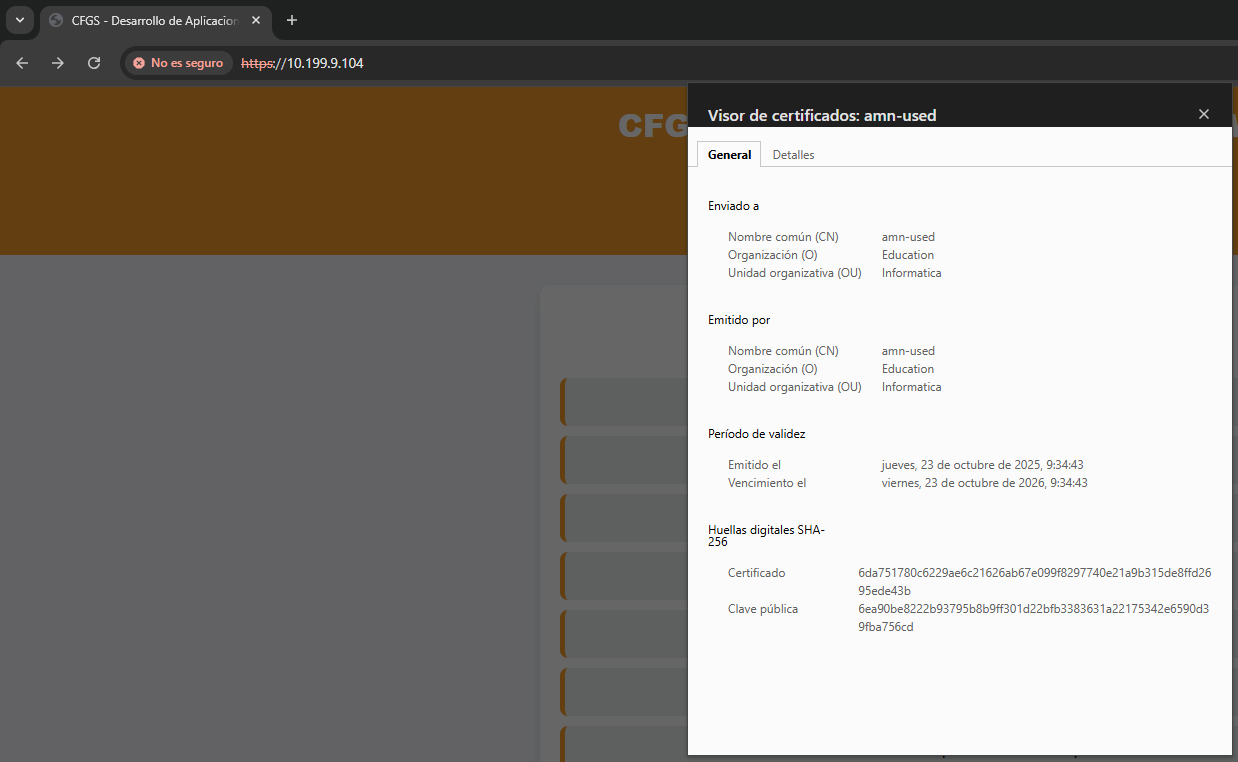 CFGS - Desarrollo de Aplicacion
No es seguro
https://10.199.9.104
CFG
Visor de certificados: amn-used
General
Detalles
Enviado a
Nombre común (CN) amn-used
Organización (O) Education
Unidad organizativa (OU) Informatica
Emitido por
Nombre común (CN) amn-used
Organización (O) Education
Unidad organizativa (OU) Informatica
Período de validez
Emitido el jueves, 23 de octubre de 2025, 9:34:43
Vencimiento el viernes, 23 de octubre de 2026, 9:34:43
Huellas digitales SHA-
256
Certificado 6da751780c6229ae6c21626ab67e099f8297740e21a9b315de8ffd26
95ede43b
Clave pública 6ea90be8222b93795b8b9ff301d22bfb3383631a22175342e6590d3
9fba756cd